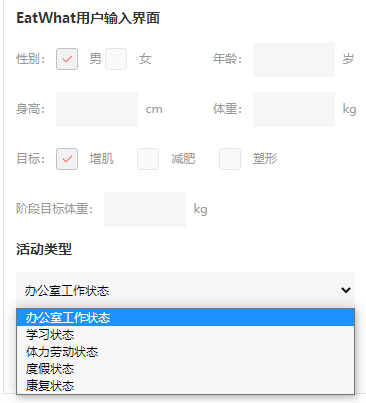 EatWhat用户输入界面
性别： 男 女 年龄： 岁
身高： cm 体重： kg
目标： 增肌 减肥 塑形
阶段目标体重： kg
活动类型
办公室工作状态
办公室工作状态
学习状态
体力劳动状态
度假状态
康复状态